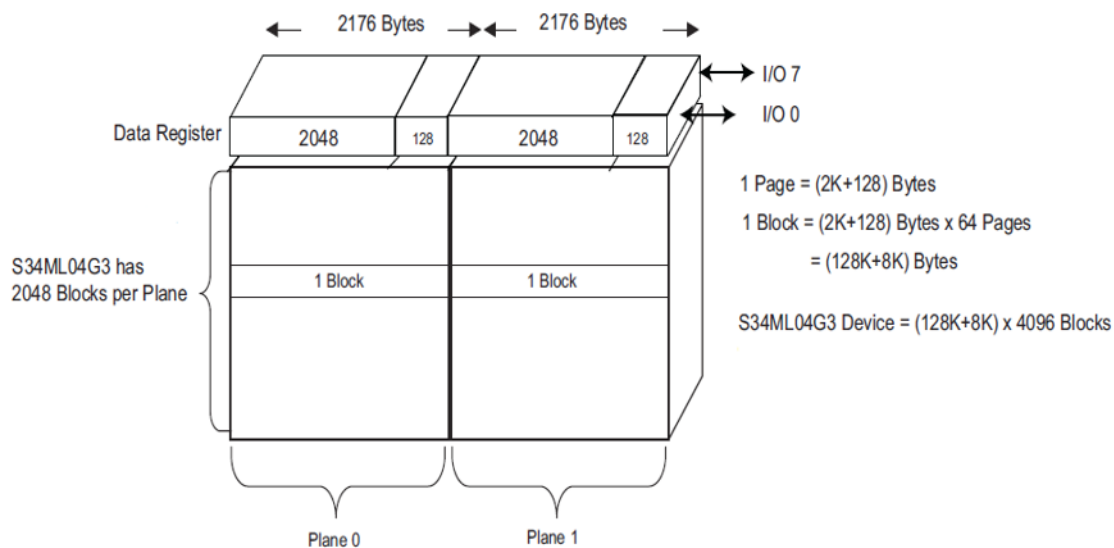 2176 Bytes
2176 Bytes
I/O 7
I/O 0
Data Register
2048
128
2048
128
1 Page = (2K+128) Bytes
1 Block = (2K+128) Bytes x 64 Pages
= (128K+8K) Bytes
S34ML04G3 has
2048 Blocks per Plane
1 Block
1 Block
S34ML04G3 Device = (128K+8K) x 4096 Blocks
Plane 0
Plane 1